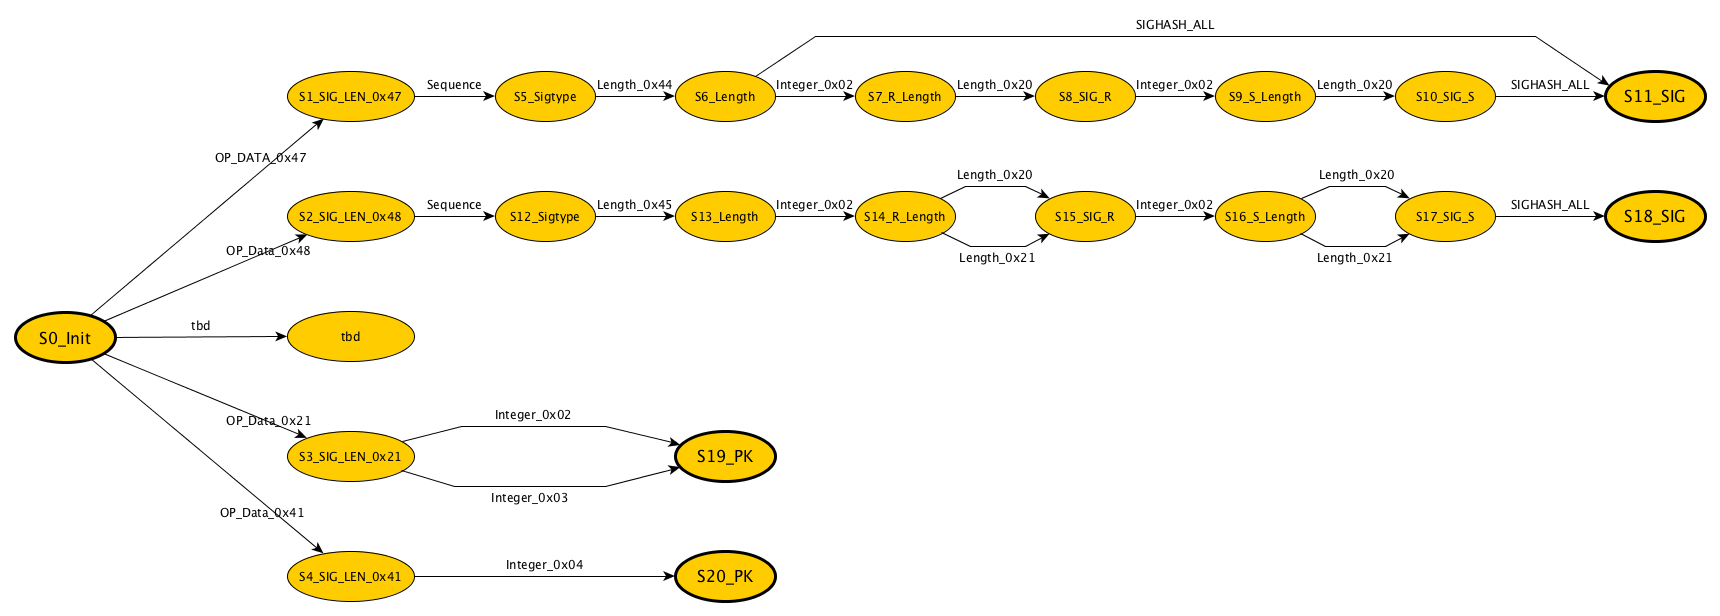 SIGHASH_ALL
S1_SIG_LEN_0x47
Sequence
S5_Sigtype
Length_0x44
S6_Length
Integer_0x02
S7_R_Length
Length_0x20
S8_SIG_R
Integer_0x02
S9_S_Length
Length_0x20
S10_SIG_S
SIGHASH_ALL
S11_SIG
OP_DATA_0x47
S2_SIG_LEN_0x48
Sequence
S12_Sigtype
Length_0x45
S13_Length
Integer_0x02
S14_R_Length
Length_0x20
Length_0x21
S15_SIG_R
Integer_0x02
S16_S_Length
Length_0x20
Length_0x21
S17_SIG_S
SIGHASH_ALL
S18_SIG
OP_Data_0x48
S0_Init
tbd
tbd
OP_Data_0x21
S3_SIG_LEN_0x21
Integer_0x02
Integer_0x03
S19_PK
OP_Data_0x41
S4_SIG_LEN_0x41
Integer_0x04
S20_PK